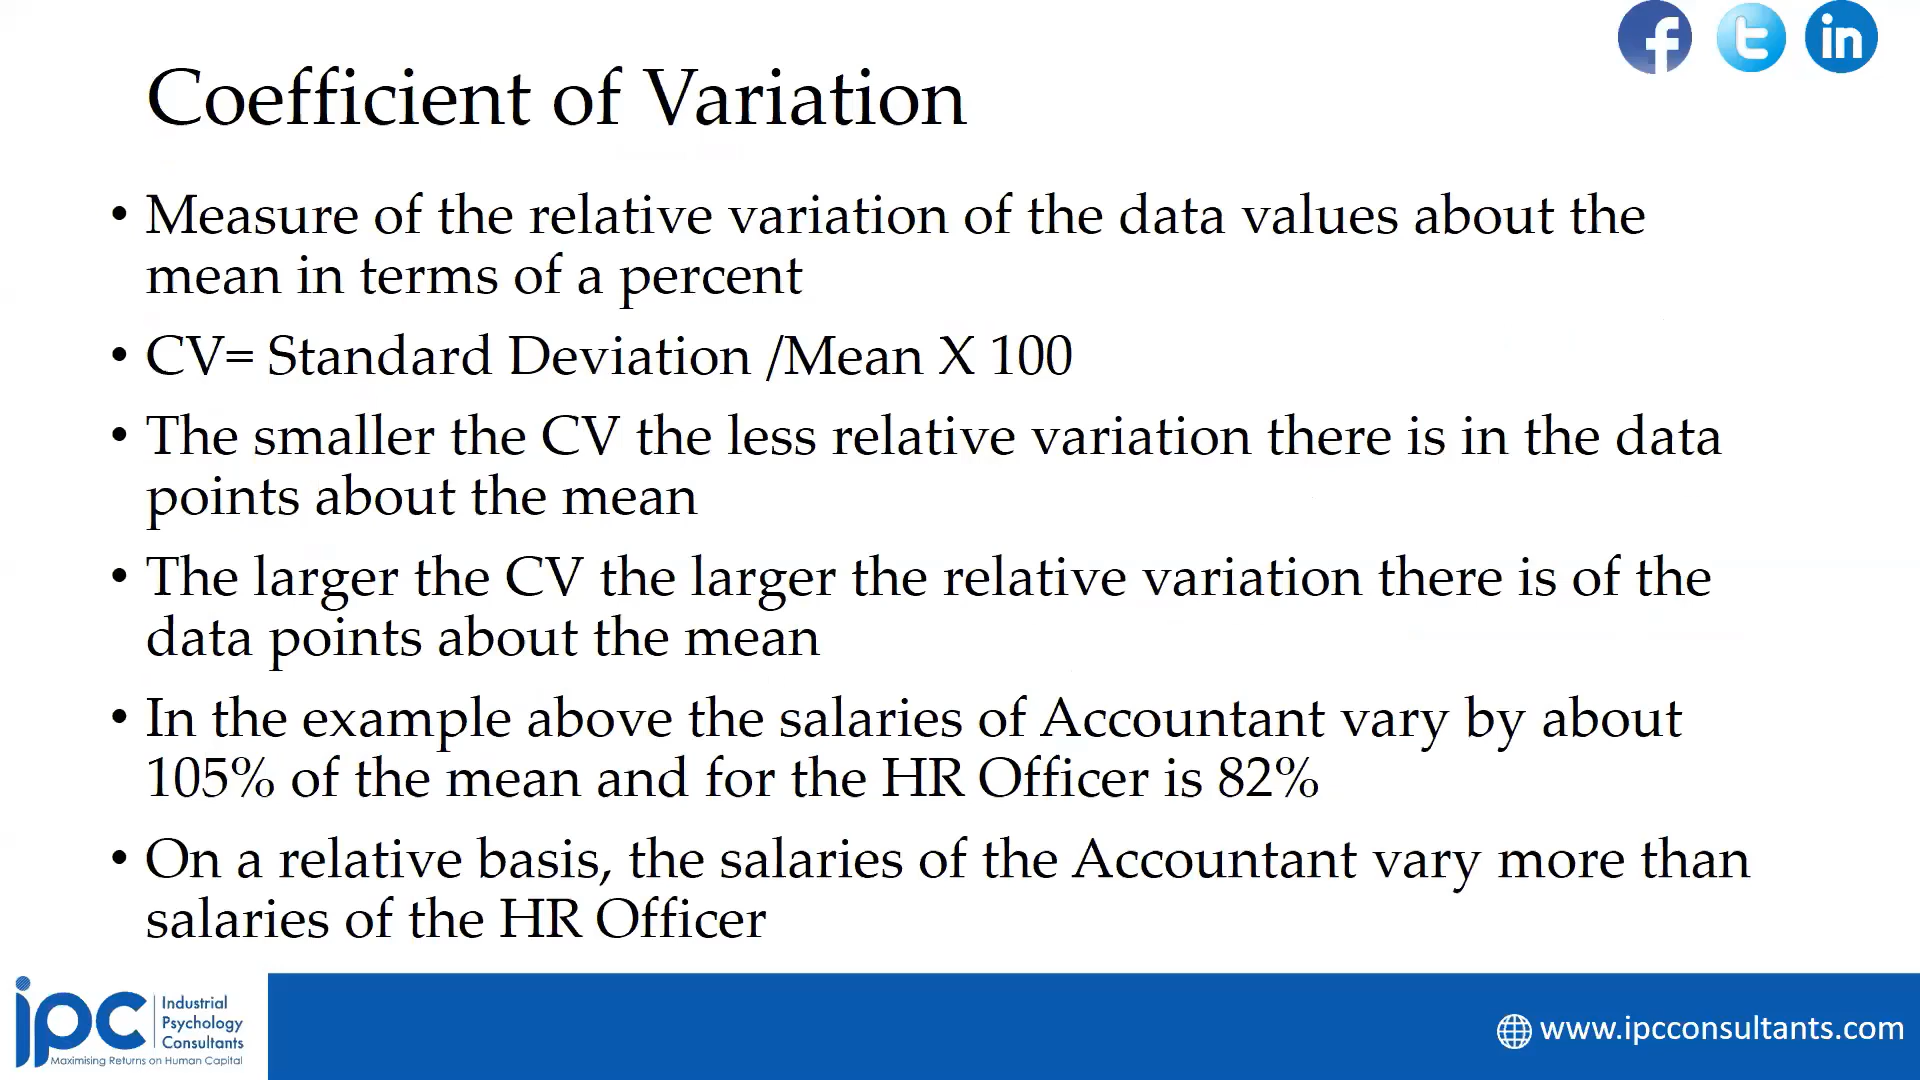 Coefficient of Variation
• Measure of the relative variation of the data values about the
mean in terms of a percent
• CV= Standard Deviation /Mean X 100
• The smaller the CV the less relative variation there is in the data
points about the mean
• The larger the CV the larger the relative variation there is of the
data points about the mean
• In the example above the salaries of Accountant vary by about
105% of the mean and for the HR Officer is 82%
• On a relative basis, the salaries of the Accountant vary more than
salaries of the HR Officer
ipc
Industrial
Psychology
Consultants
Maximising Returns on Human Capital
www.ipcconsultants.com